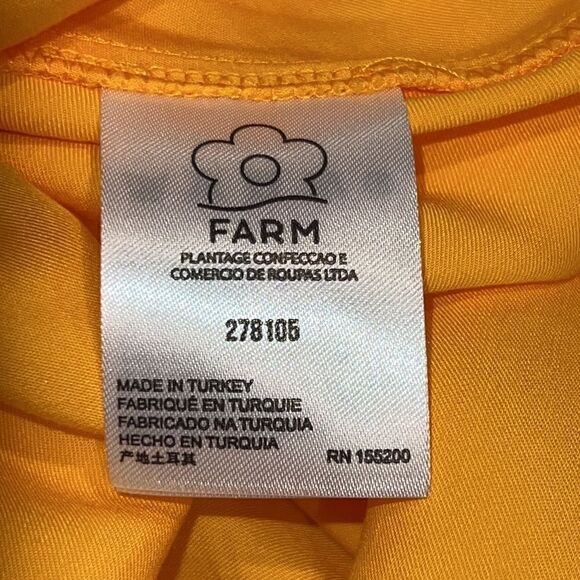 FARM
PLANTAGE CONFECCAO E
COMERCIO DE ROUPAS LTDA
278105
MADE IN TURKEY
FABRIQUÉ EN TURQUIE
FABRICADO NA TURQUIA
HECHO EN TURQUIA
产地土耳其
RN 155200